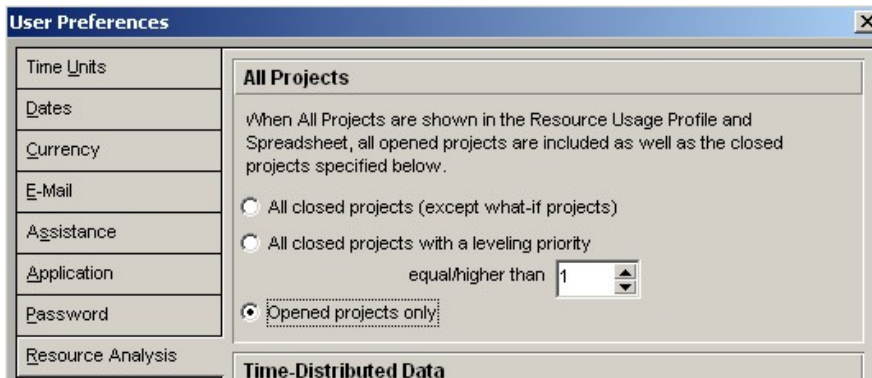 User Preferences
Time Units
Dates
Currency
E-Mail
Assistance
Application
Password
Resource Analysis
All Projects
When All Projects are shown in the Resource Usage Profile and
Spreadsheet, all opened projects are included as well as the closed
projects specified below.
All closed projects (except what-if projects)
All closed projects with a leveling priority
equal/higher than 1
Opened projects only
Time-Distributed Data